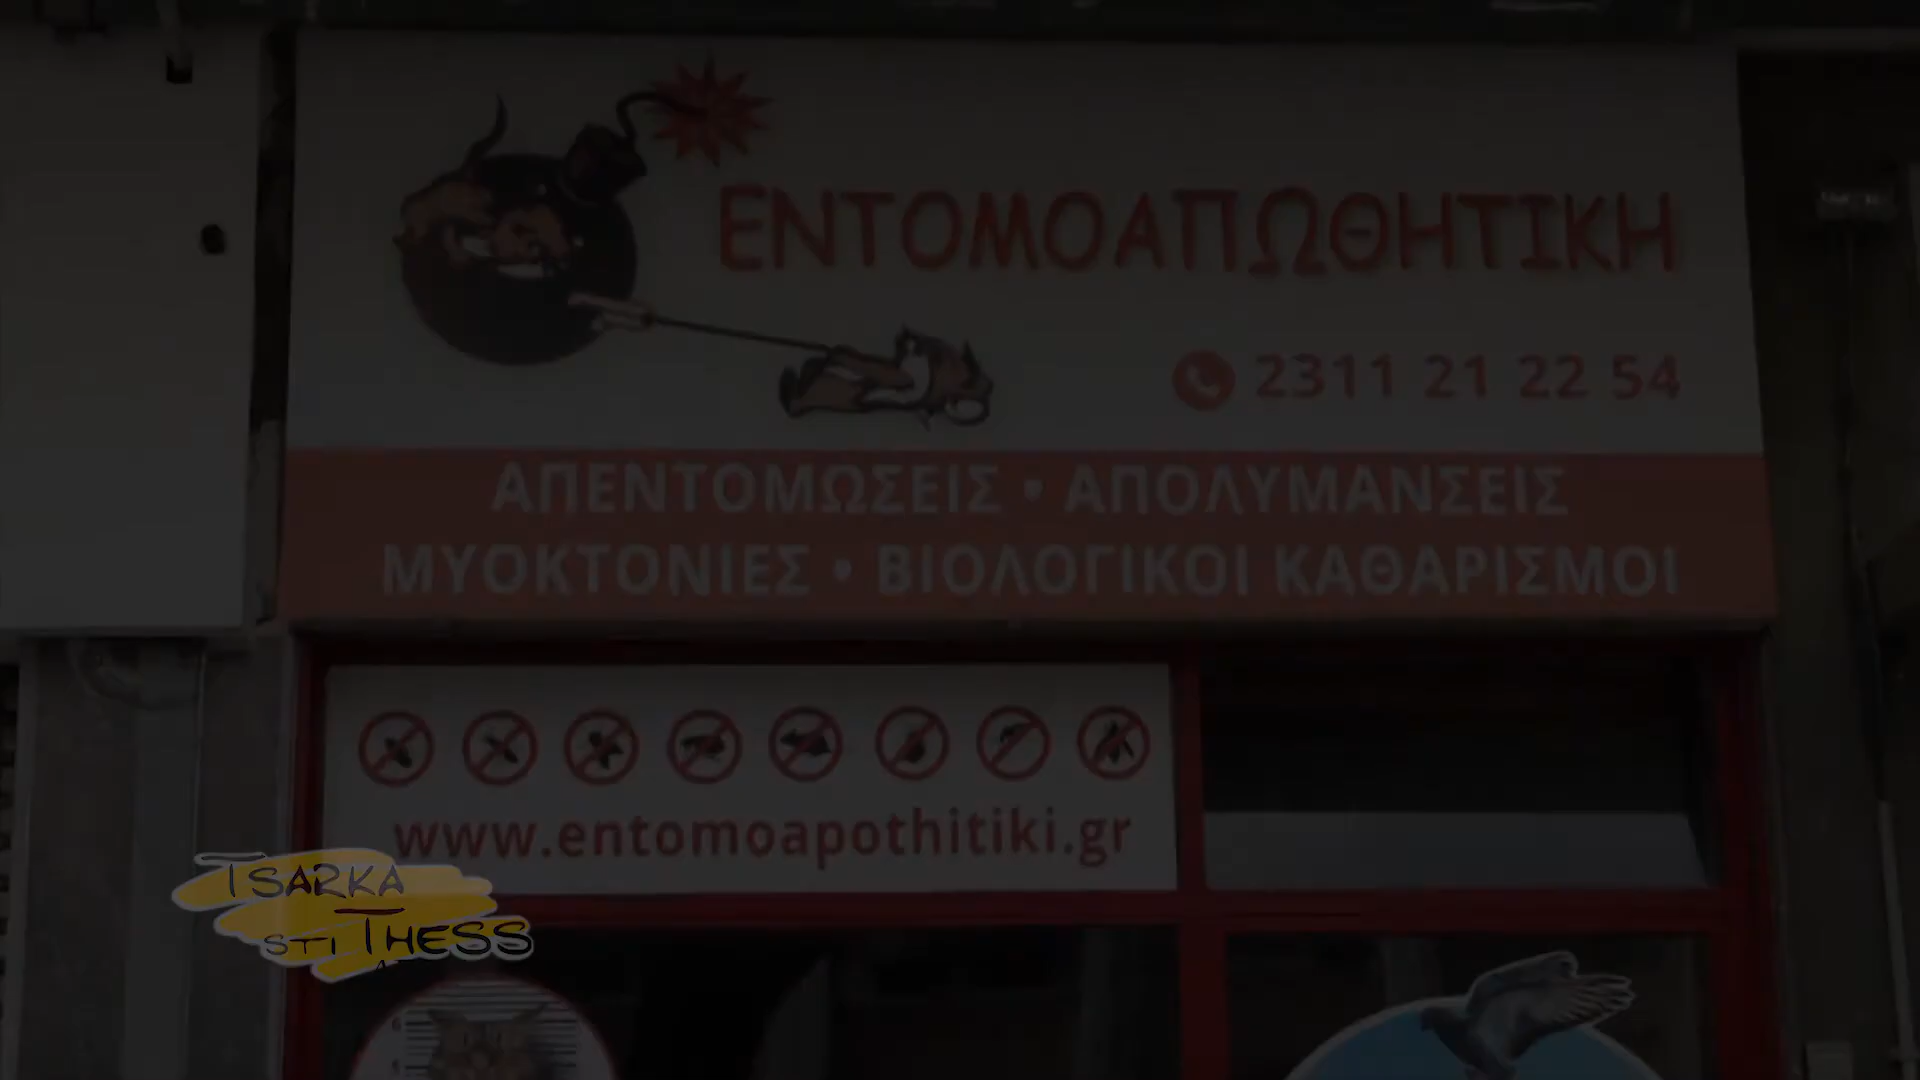 ΕΝΤΟΜΟΑΠΩΘΗΤΙΚΗ
2311 21 22 54
ΑΠΕΝΤΟΜΩΣΕΙΣ • ΑΠΟΛΥΜΑΝΣΕΙΣ
ΜΥΟΚΤΟΝΙΕΣ • ΒΙΟΛΟΓΙΚΟΙ ΚΑΘΑΡΙΣΜΟΙ
www.entomoapothitiki.gr
TSARKA
STI THESS